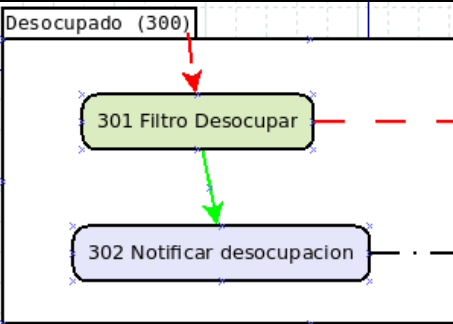 Desocupado (300)
301 Filtro Desocupar
302 Notificar desocupacion